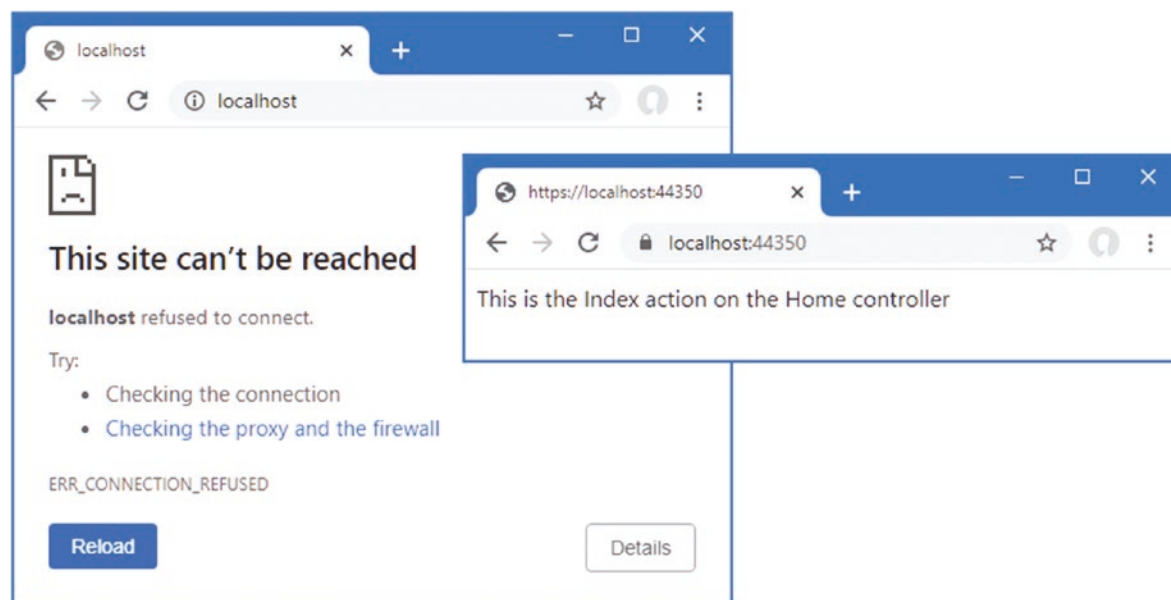 localhost
localhost
This site can't be reached
localhost refused to connect.
Try:
• Checking the connection
• Checking the proxy and the firewall
ERR_CONNECTION_REFUSED
Reload
Details
https://localhost:44350
localhost:44350
This is the Index action on the Home controller